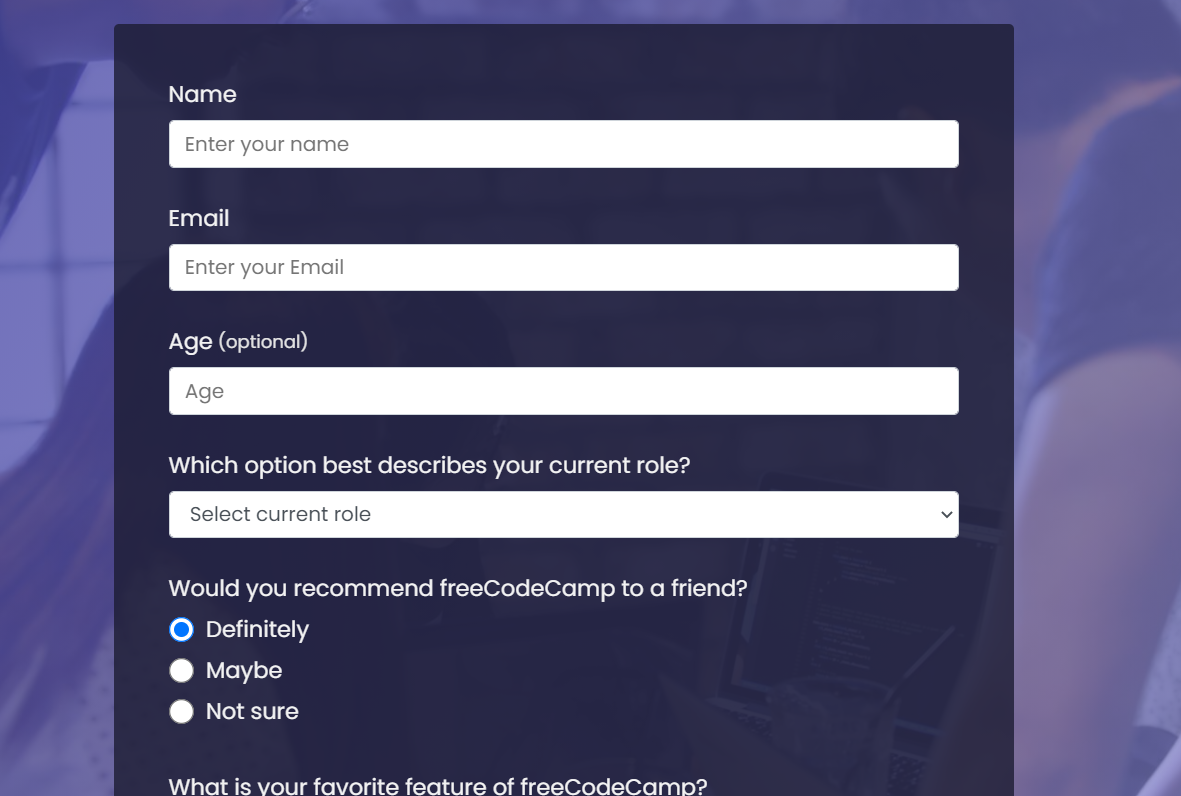 Name
Enter your name
Email
Enter your Email
Age (optional)
Age
Which option best describes your current role?
Select current role
Would you recommend freeCodeCamp to a friend?
Definitely
Maybe
Not sure
What is your favorite feature of freeCodeCamp?